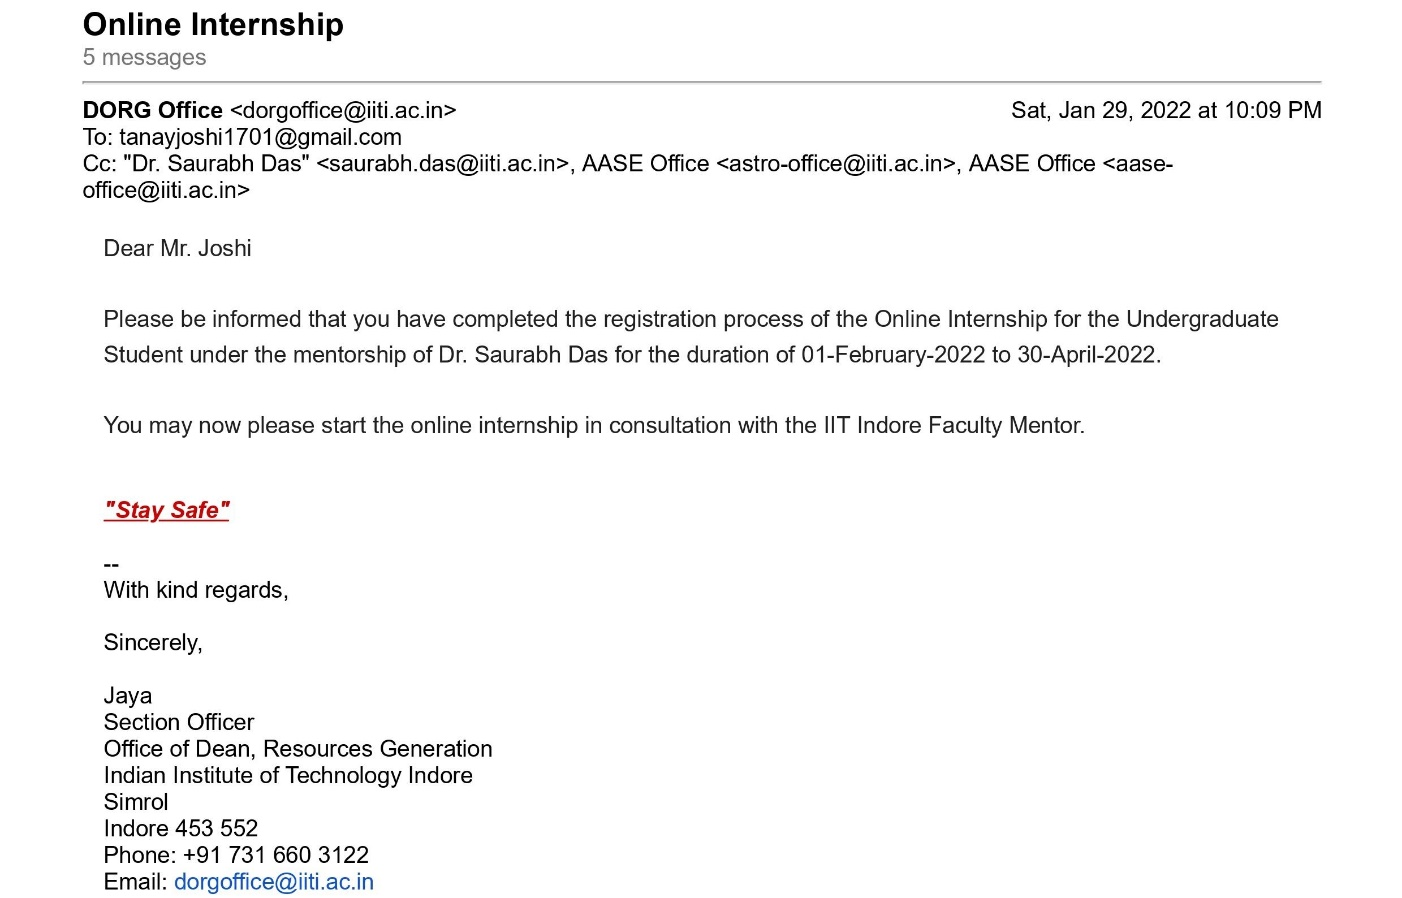 Online Internship
5 messages
DORG Office <dorgoffice@iiti.ac.in>
Sat, Jan 29, 2022 at 10:09 PM
To: tanayjoshi1701@gmail.com
Cc: "Dr. Saurabh Das" <saurabh.das@iiti.ac.in>, AASE Office <astro-office@iiti.ac.in>, AASE Office <aase-
office@iiti.ac.in>
Dear Mr. Joshi
Please be informed that you have completed the registration process of the Online Internship for the Undergraduate
Student under the mentorship of Dr. Saurabh Das for the duration of 01-February-2022 to 30-April-2022.
You may now please start the online internship in consultation with the IIT Indore Faculty Mentor.
"Stay Safe"
--
With kind regards,
Sincerely,
Jaya
Section Officer
Office of Dean, Resources Generation
Indian Institute of Technology Indore
Simrol
Indore 453 552
Phone: +91 731 660 3122
Email: dorgoffice@iiti.ac.in